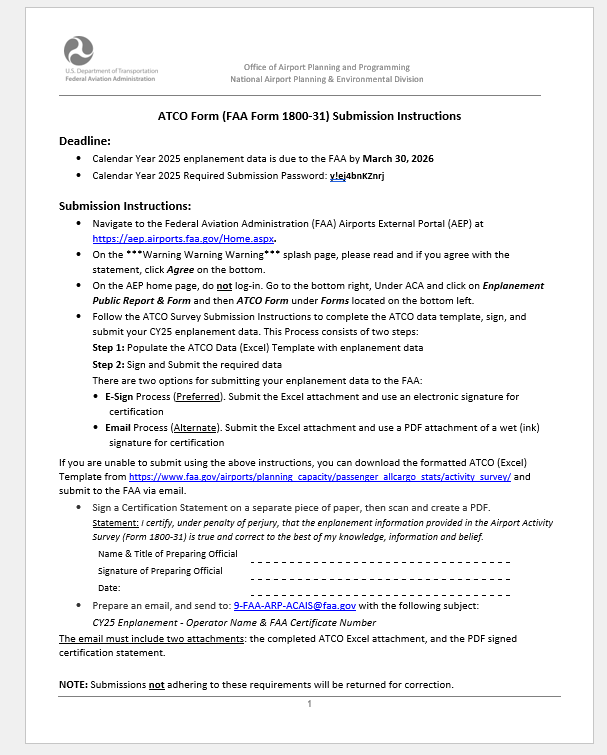 U.S. Department of Transportation
Federal Aviation Administration
Office of Airport Planning and Programming
National Airport Planning & Environmental Division
ATCO Form (FAA Form 1800-31) Submission Instructions
Deadline:
• Calendar Year 2025 enplanement data is due to the FAA by March 30, 2026
• Calendar Year 2025 Required Submission Password: y!ej4bnKZnrj
Submission Instructions:
• Navigate to the Federal Aviation Administration (FAA) Airports External Portal (AEP) at
https://aep.airports.faa.gov/Home.aspx.
• On the ***Warning Warning Warning*** splash page, please read and if you agree with the
statement, click Agree on the bottom.
• On the AEP home page, do not log-in. Go to the bottom right, Under ACA and click on Enplanement
Public Report & Form and then ATCO Form under Forms located on the bottom left.
• Follow the ATCO Survey Submission Instructions to complete the ATCO data template, sign, and
submit your CY25 enplanement data. This Process consists of two steps:
Step 1: Populate the ATCO Data (Excel) Template with enplanement data
Step 2: Sign and Submit the required data
There are two options for submitting your enplanement data to the FAA:
• E-Sign Process (Preferred). Submit the Excel attachment and use an electronic signature for
certification
• Email Process (Alternate). Submit the Excel attachment and use a PDF attachment of a wet (ink)
signature for certification
If you are unable to submit using the above instructions, you can download the formatted ATCO (Excel)
Template from https://www.faa.gov/airports/planning_capacity/passenger_allcargo_stats/activity_survey/ and
submit to the FAA via email.
• Sign a Certification Statement on a separate piece of paper, then scan and create a PDF.
Statement: I certify, under penalty of perjury, that the enplanement information provided in the Airport Activity
Survey (Form 1800-31) is true and correct to the best of my knowledge, information and belief.
Name & Title of Preparing Official
Signature of Preparing Official
Date:
• Prepare an email, and send to: 9-FAA-ARP-ACAIS@faa.gov with the following subject:
CY25 Enplanement - Operator Name & FAA Certificate Number
The email must include two attachments: the completed ATCO Excel attachment, and the PDF signed
certification statement.
NOTE: Submissions not adhering to these requirements will be returned for correction.
1